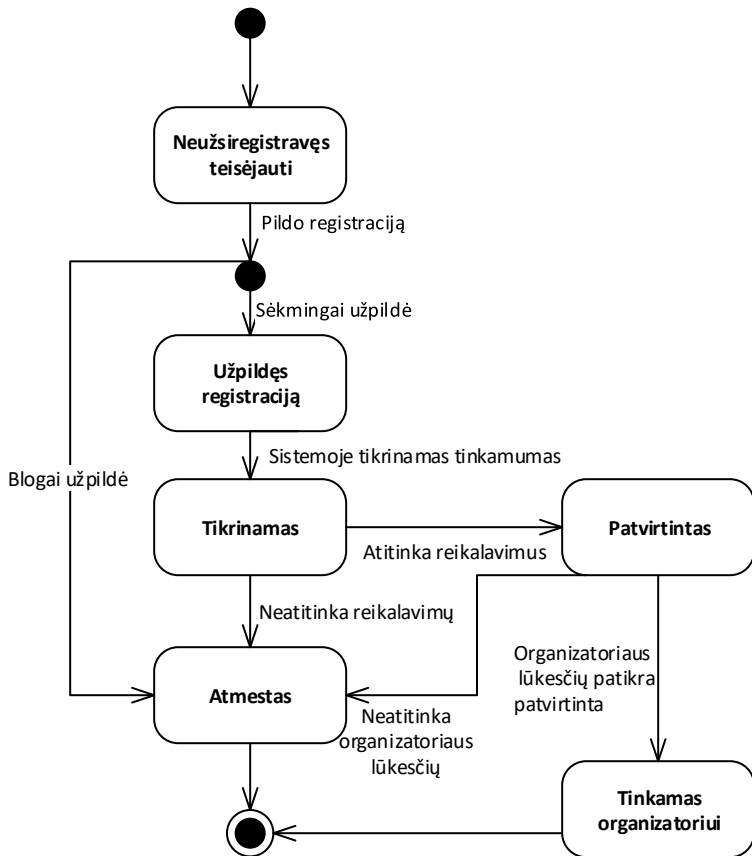 Neužsiregistravęs
teisėjauti
Pildo registraciją
Sėkmingai užpildė
Užpildęs
registraciją
Sistemoje tikrinamas tinkamumas
Blogai užpildė
Tikrinamas
Patvirtintas
Atitinka reikalavimus
Neatitinka reikalavimų
Organizatoriaus
lūkesčių patikra
patvirtinta
Atmestas
Neatitinka
organizatoriaus
lūkesčių
Tinkamas
organizatoriui